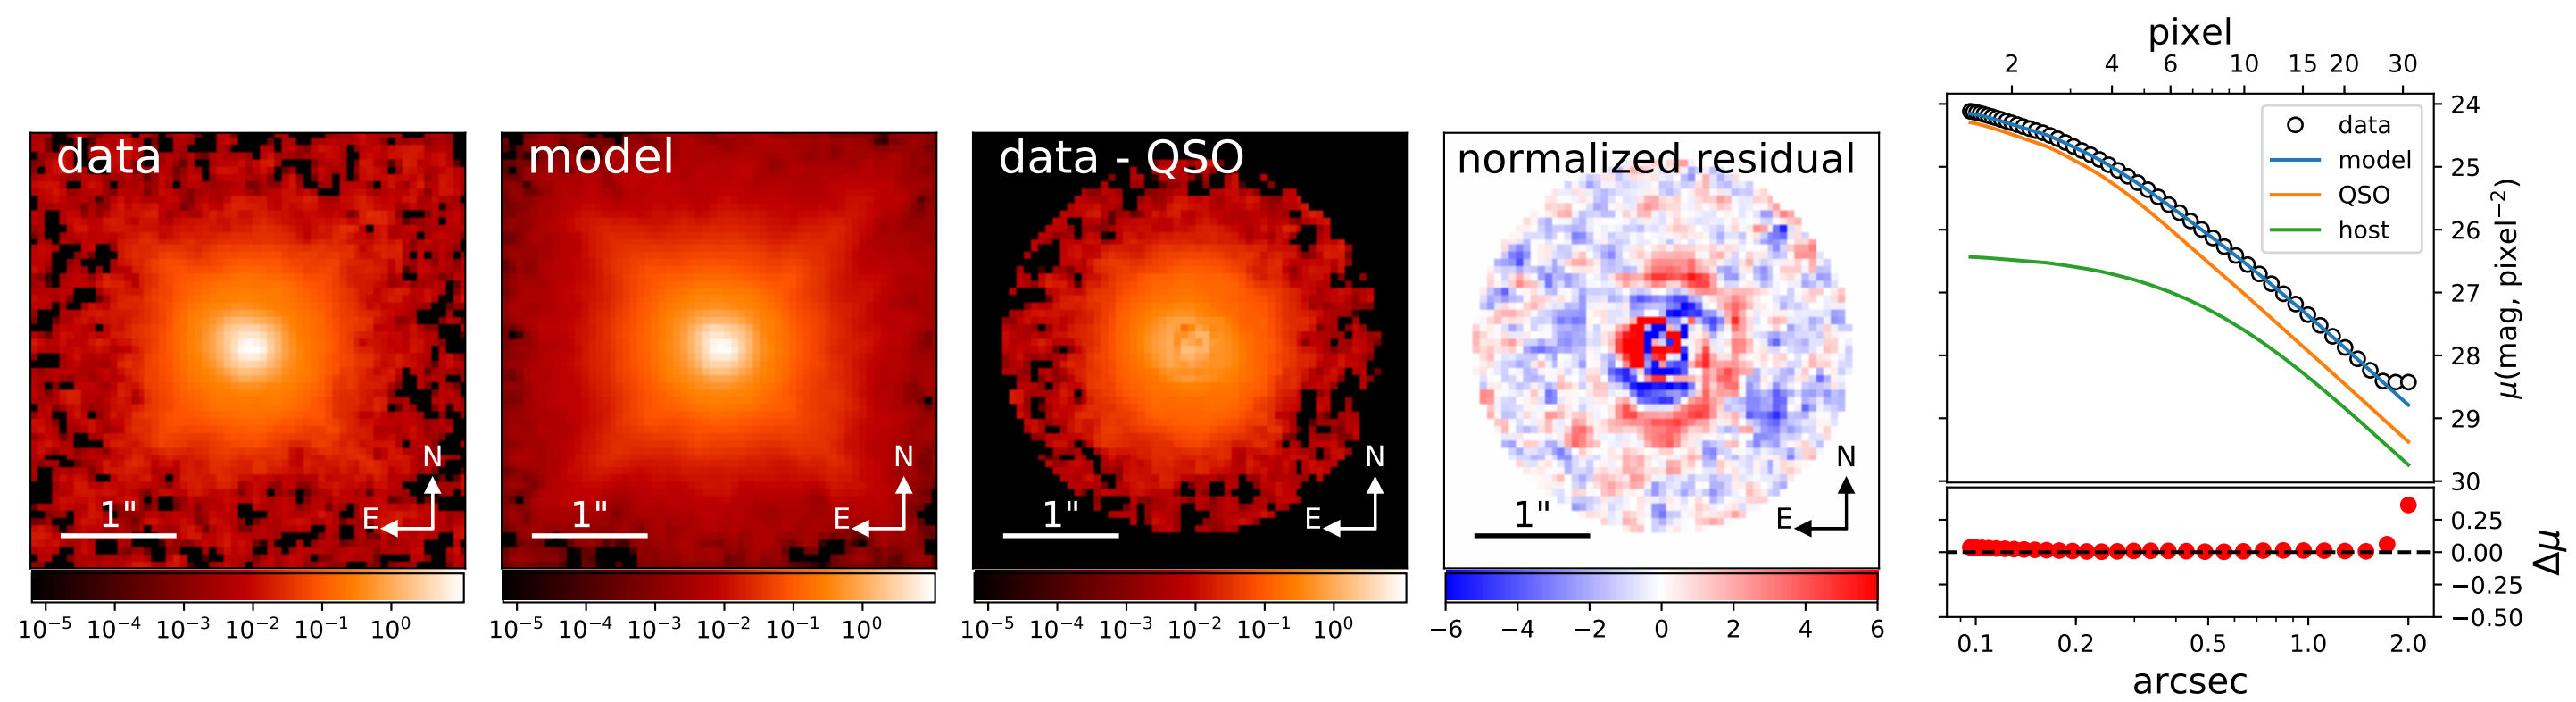 data
N
E
1"
10⁻⁵ 10⁻⁴ 10⁻³ 10⁻² 10⁻¹ 10⁰
model
N
E
1"
10⁻⁵ 10⁻⁴ 10⁻³ 10⁻² 10⁻¹ 10⁰
data - QSO
N
E
1"
10⁻⁵ 10⁻⁴ 10⁻³ 10⁻² 10⁻¹ 10⁰
normalized residual
N
E
1"
−6 −4 −2 0 2 4 6
pixel
2 4 6 10 15 20 30
data
model
QSO
host
24
25
26
27
28
29
30
μ(mag, pixel⁻²)
0.25
0.00
−0.25
−0.50
Δμ
0.1 0.2 0.5 1.0 2.0
arcsec